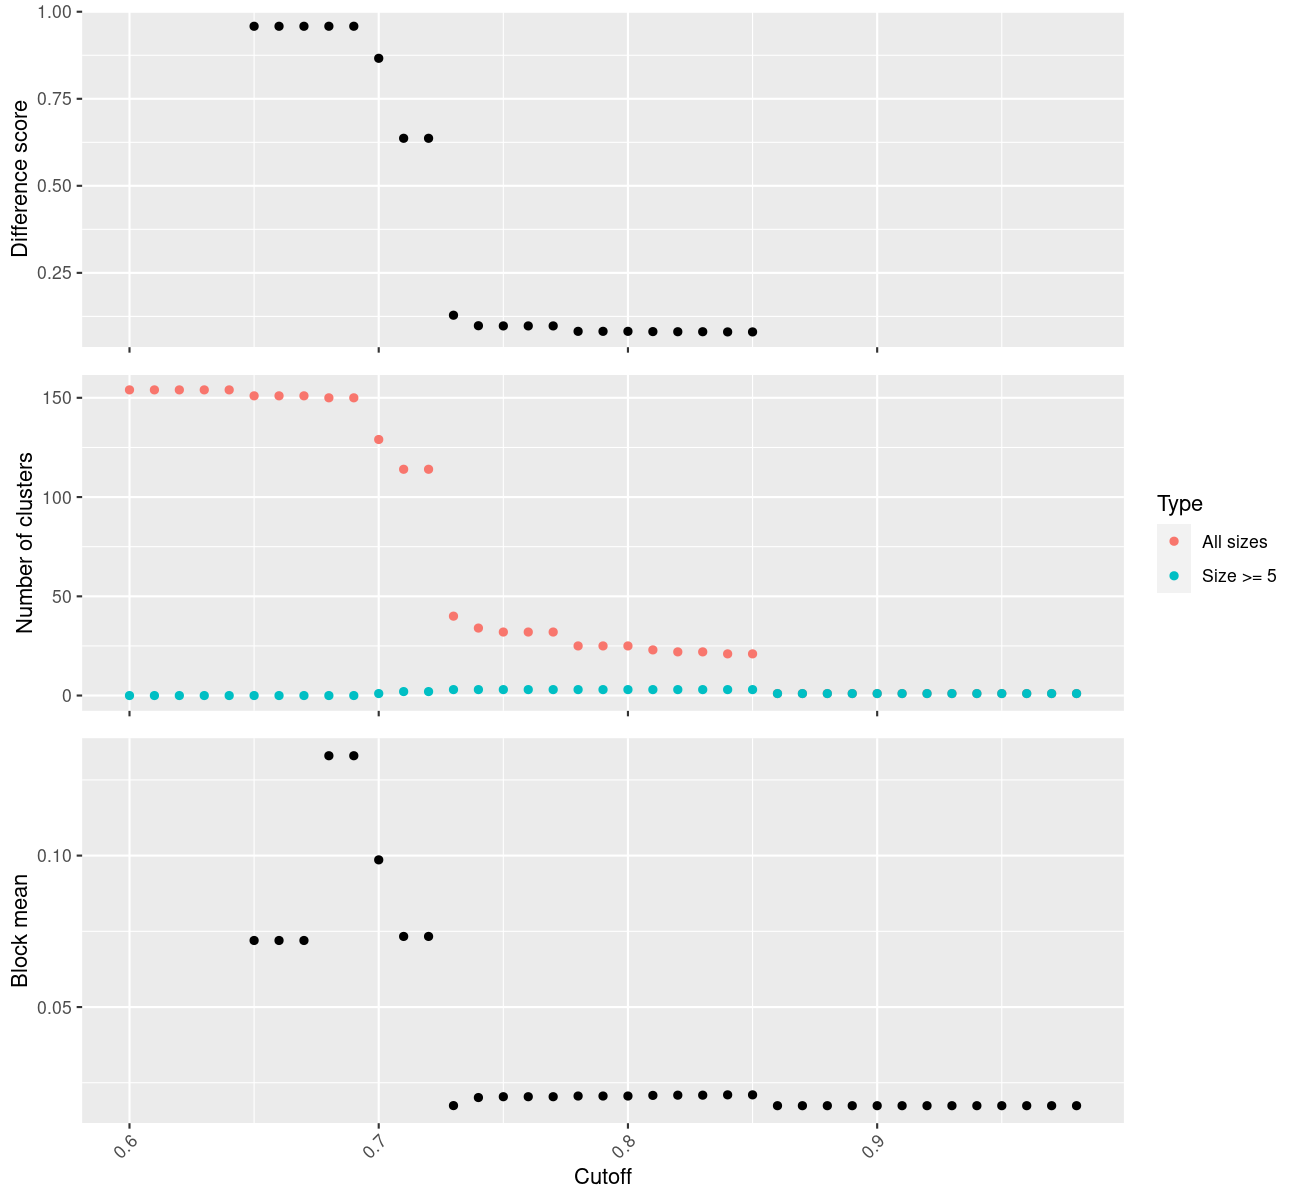 1.00
0.75
0.50
0.25
Difference score
150
100
50
0
Number of clusters
Type
All sizes
Size >= 5
0.10
0.05
Block mean
0.6
0.7
0.8
0.9
Cutoff